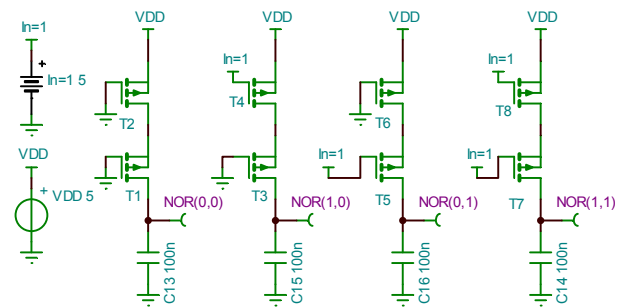 In=1
VDD
VDD
VDD
VDD
+
In=1 5
In=1
In=1
T2
T4
T6
T8
VDD
In=1
In=1
+
VDD 5
T1
T3
T5
T7
NOR(0,0)
NOR(1,0)
NOR(0,1)
NOR(1,1)
C13 100n
C15 100n
C16 100n
C14 100n